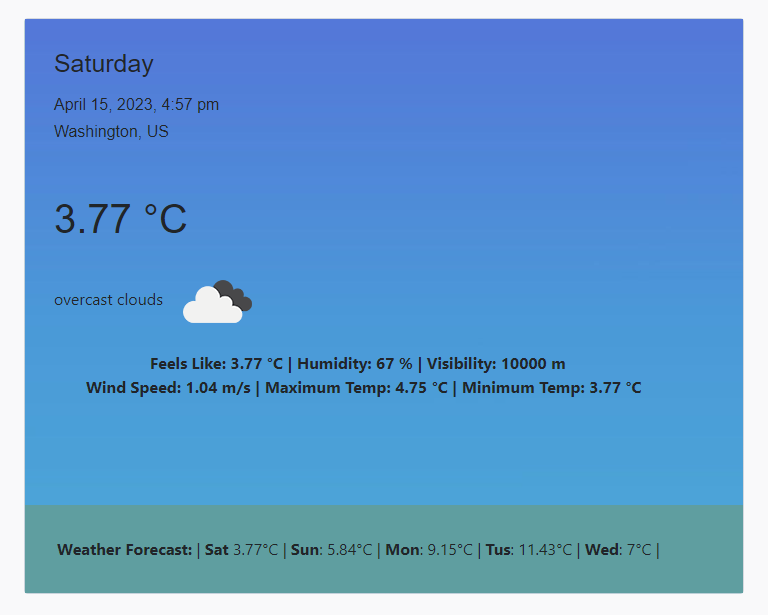 Saturday
April 15, 2023, 4:57 pm
Washington, US
3.77 °C
overcast clouds
Feels Like: 3.77 °C | Humidity: 67 % | Visibility: 10000 m
Wind Speed: 1.04 m/s | Maximum Temp: 4.75 °C | Minimum Temp: 3.77 °C
Weather Forecast: | Sat 3.77°C | Sun: 5.84°C | Mon: 9.15°C | Tus: 11.43°C | Wed: 7°C |